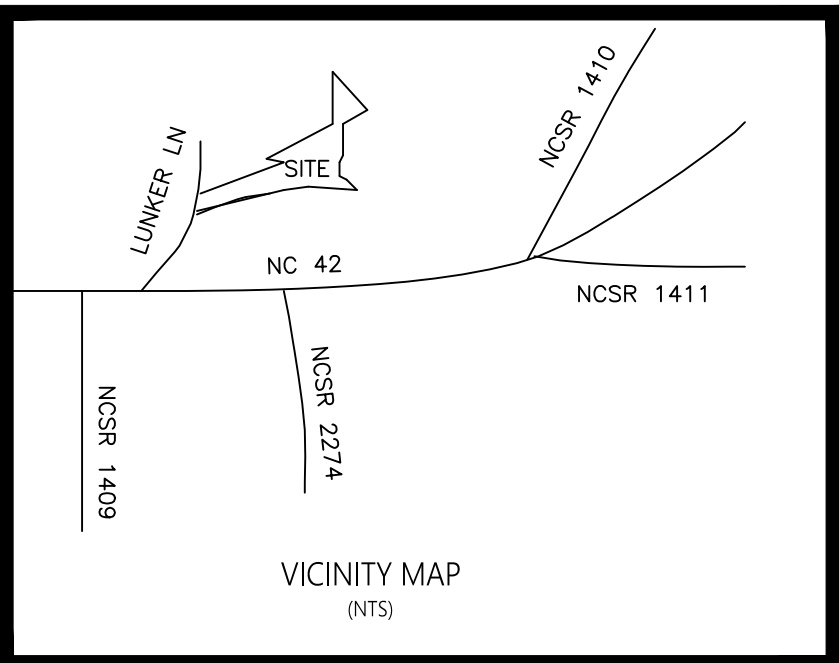 NCSR 1410
LUNKER LN
SITE
NC 42
NCSR 1411
NCSR 2274
NCSR 1409
VICINITY MAP
(NTS)